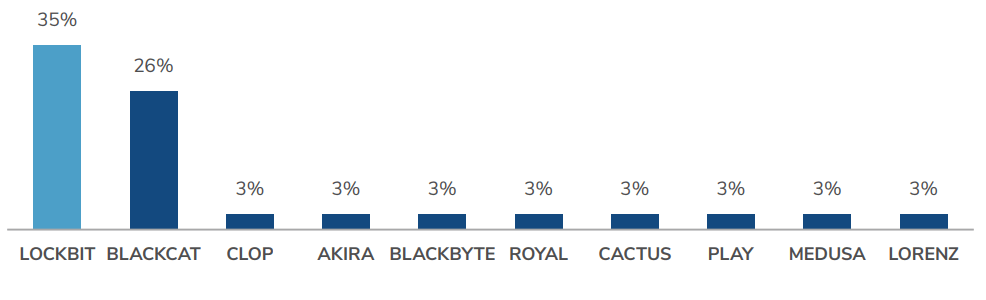 35%
26%
3% 3% 3% 3% 3% 3% 3% 3%
LOCKBIT BLACKCAT CLOP AKIRA BLACKBYTE ROYAL CACTUS PLAY MEDUSA LORENZ